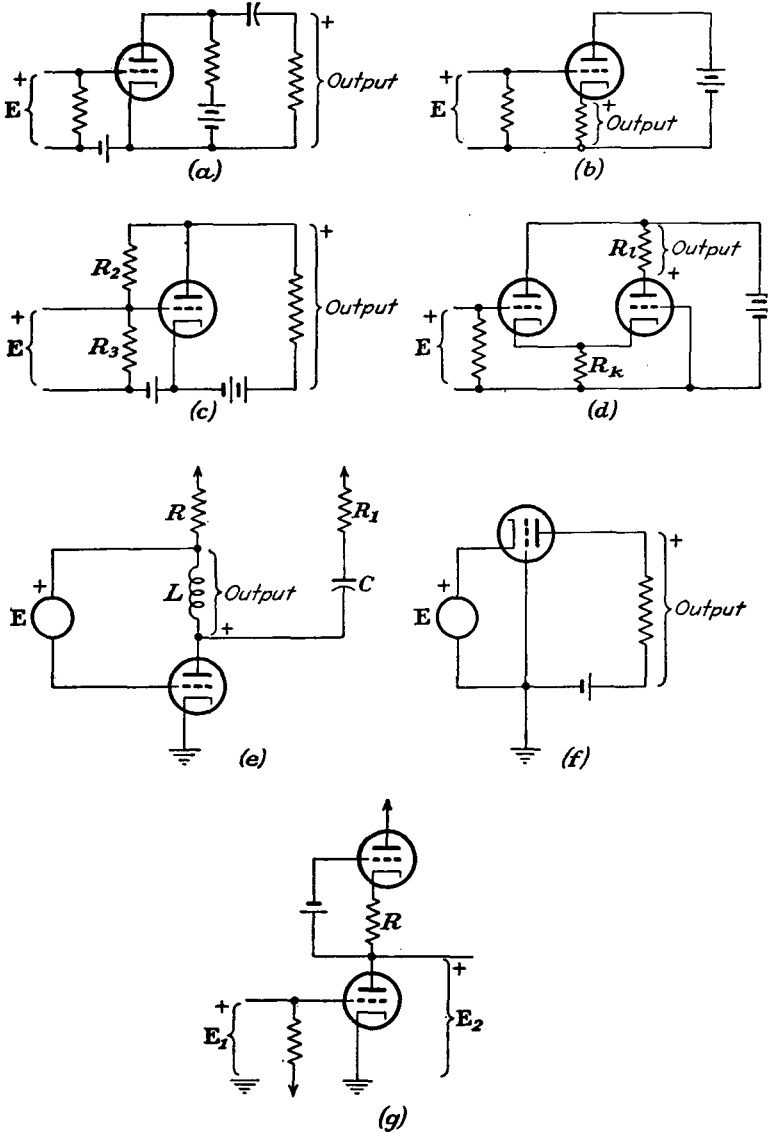 +
E
+
Output
(a)
+
E
+
Output
(b)
R2
+
E
R3
+
Output
(c)
R1
Output
+
+
E
Rk
(d)
R
R1
+
E
L
Output
+
C
(e)
+
E
+
Output
(f)
R
+
E1
+
E2
(g)